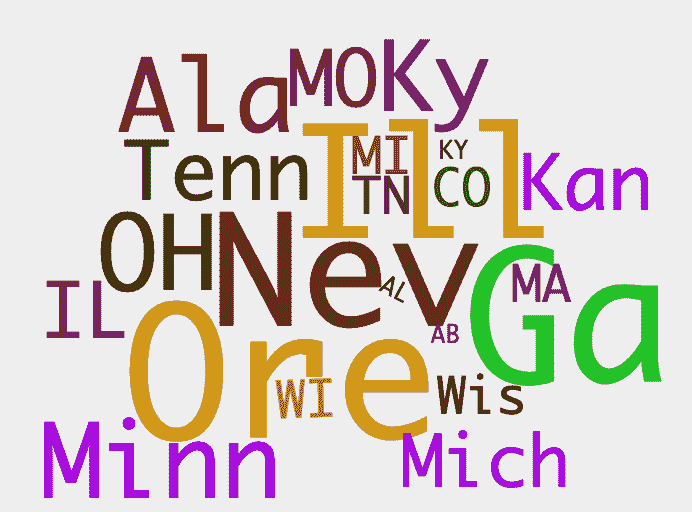 Ala MO Ky
Ill
Tenn MI KY
TN CO Kan
OH Nev
AL Ga MA
IL AB
Ore
WI Wis
Minn Mich